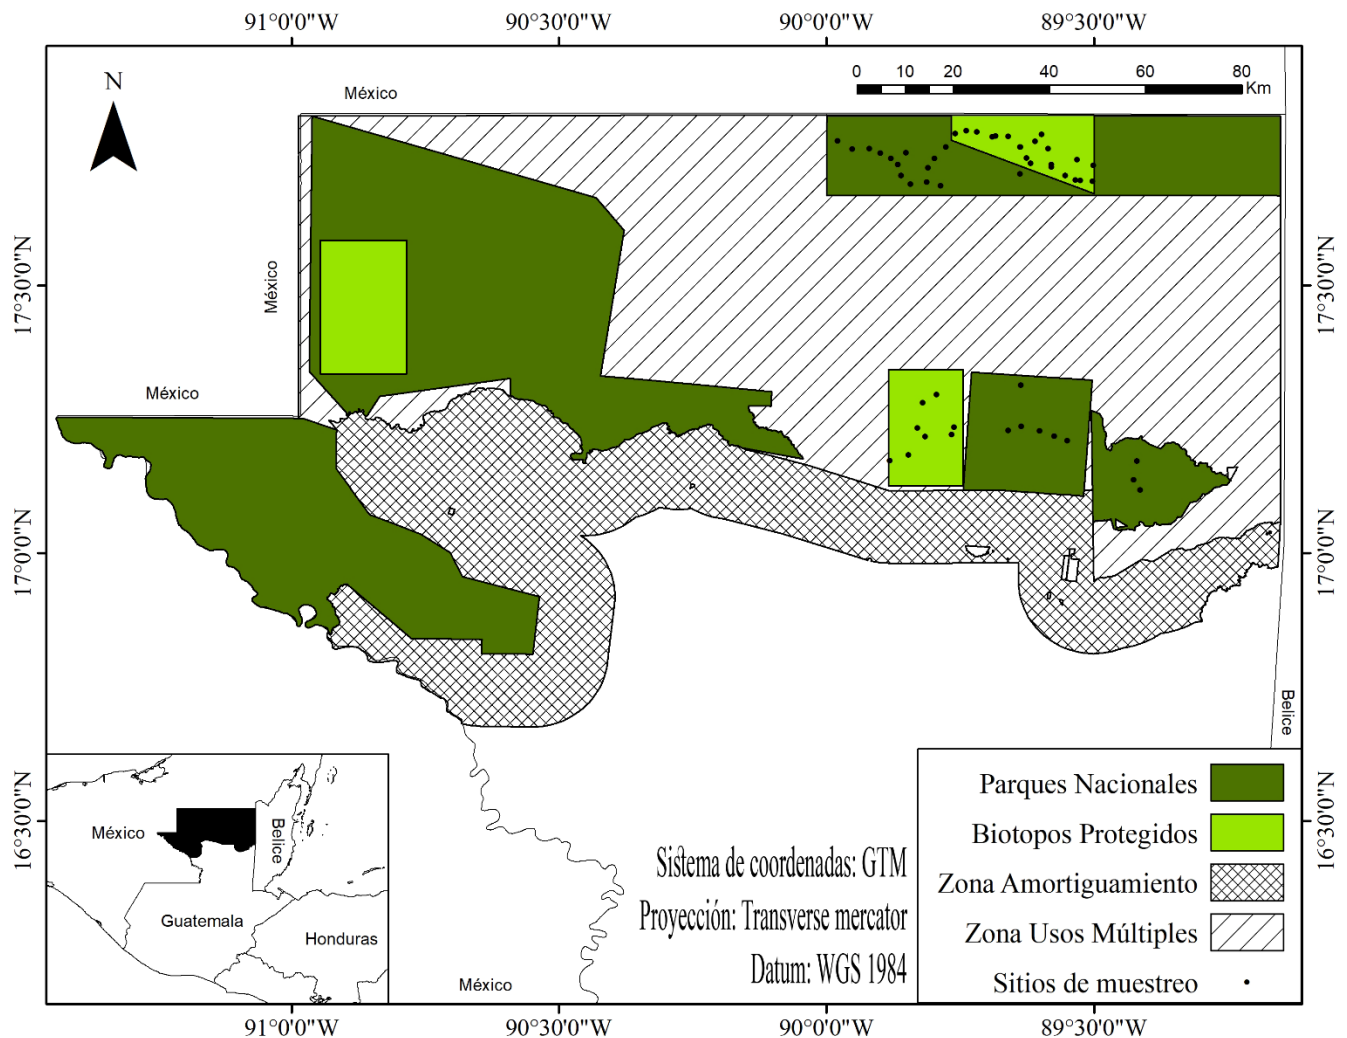 91°0'0"W 90°30'0"W 90°0'0"W 89°30'0"W
N
México
0 10 20 40 60 80
Km
México
México
17°30'0"N
17°30'0"N
17°0'0"N
17°0'0"N
16°30'0"N
16°30'0"N
Belice
México
Belice
Guatemala
Honduras
Sistema de coordenadas: GTM
Proyección: Transverse mercator
Datum: WGS 1984
México
Parques Nacionales
Biotopos Protegidos
Zona Amortiguamiento
Zona Usos Múltiples
Sitios de muestreo
91°0'0"W 90°30'0"W 90°0'0"W 89°30'0"W